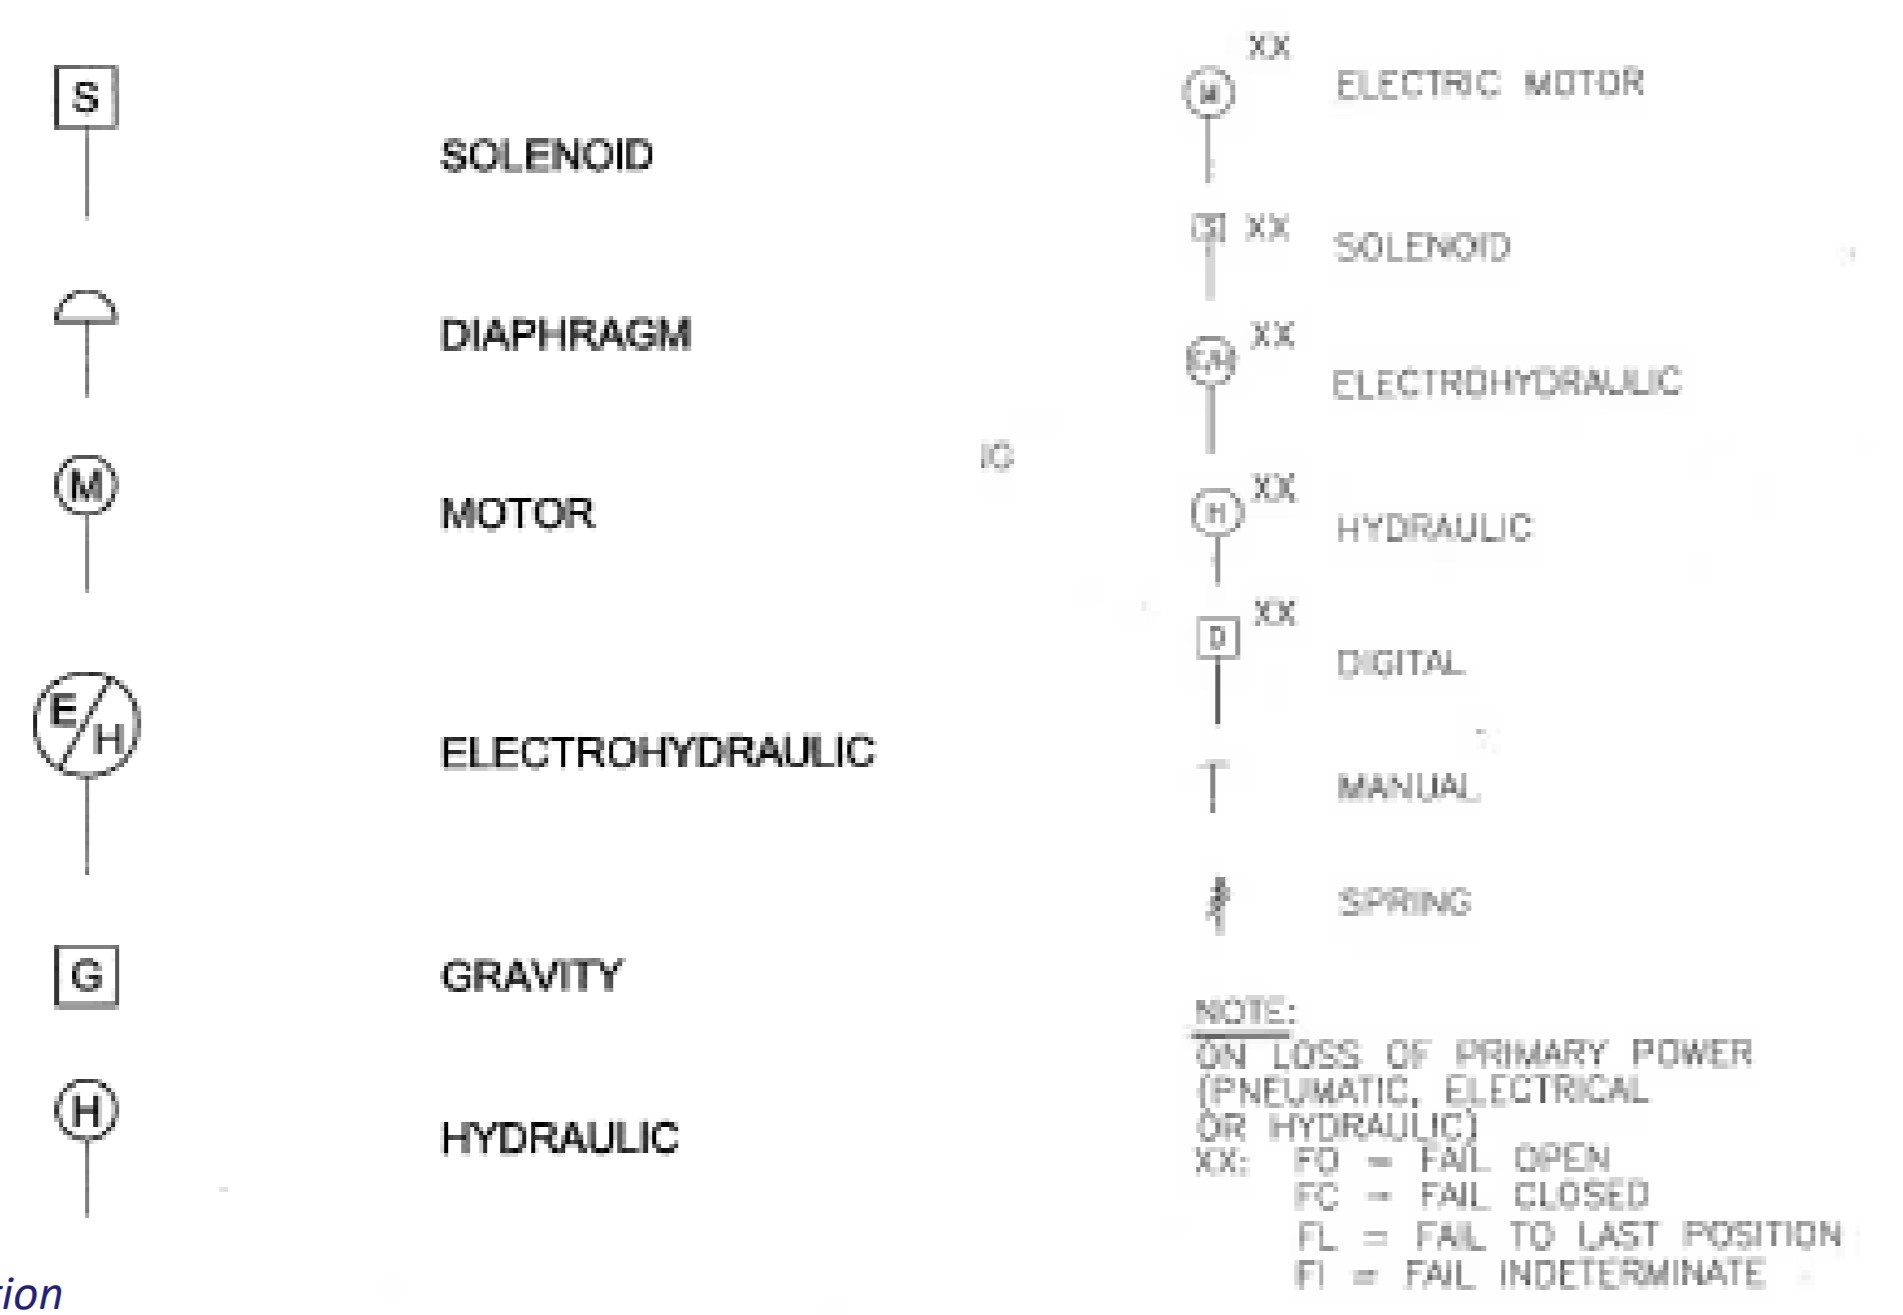 S
SOLENOID
DIAPHRAGM
M
MOTOR
E/H
ELECTROHYDRAULIC
G
GRAVITY
H
HYDRAULIC
tion
IG
XX
M
ELECTRIC MOTOR
S XX
SOLENOID
XX
E/H
ELECTROHYDRAULIC
XX
H
HYDRAULIC
XX
D
DIGITAL
MANUAL
SPRING
NOTE:
ON LOSS OF PRIMARY POWER
(PNEUMATIC, ELECTRICAL
OR HYDRAULIC)
XX: FO - FAIL OPEN
FC - FAIL CLOSED
FL = FAIL TO LAST POSITION
FI = FAIL INDETERMINATE